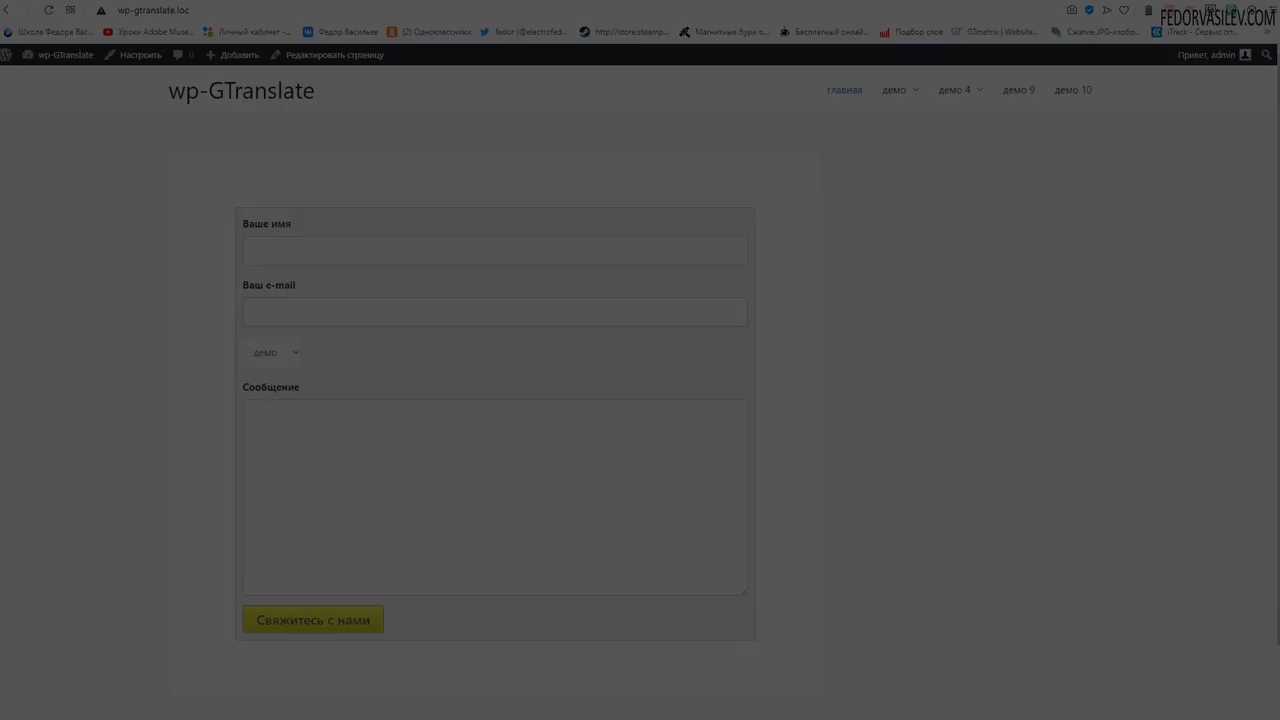 wp-gtranslate.loc
FEDORVASILEV.COM
Школа Федора Вас...
Уроки Adobe Muse...
Личный кабинет -...
Федор Васильев
(2) Одноклассники
fedor (@electrofed...
http://store.steamp...
Магнитные бури о...
Бесплатный онлай...
Подбор слов
GTmetrix | Website...
Сжатие JPG-изобр...
iTrack - Сервис оп...
wp-GTranslate
Настроить
0
Добавить
Редактировать страницу
Привет, admin
wp-GTranslate
главная
демо
демо 4
демо 9
демо 10
Ваше имя
Ваш e-mail
демо
Сообщение
Свяжитесь с нами